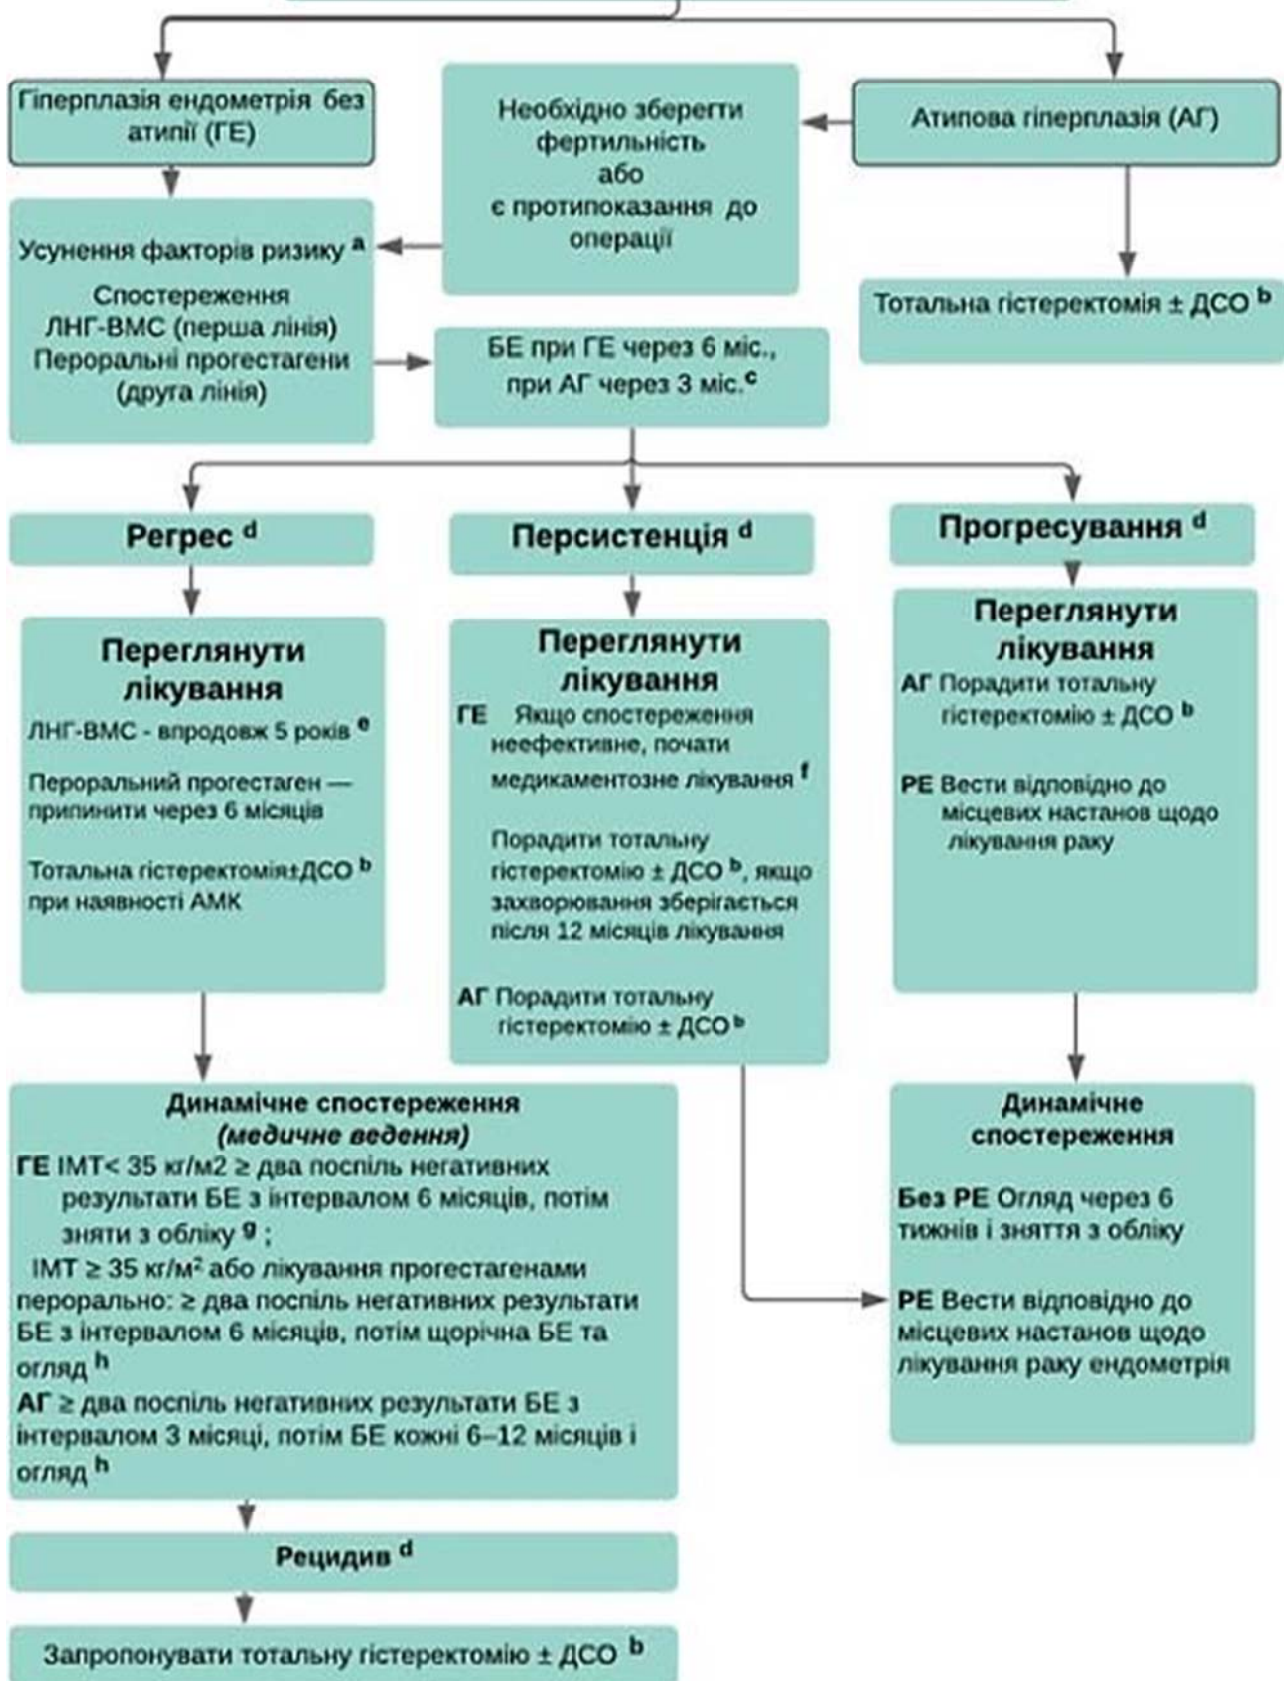 Гіперплазія ендометрія без
атипії (ГЕ)
Необхідно зберегти
фертильність
або
є протипоказання до
операції
Атипова гіперплазія (АГ)
Усунення факторів ризику a
Спостереження
ЛНГ-ВМС (перша лінія)
Пероральні прогестагени
(друга лінія)
Тотальна гістеректомія ± ДСО b
БЕ при ГЕ через 6 міс.,
при АГ через 3 міс.c
Регрес d
Персистенція d
Прогресування d
Переглянути
лікування
ЛНГ-ВМС - впродовж 5 років e
Пероральний прогестаген —
припинити через 6 місяців
Тотальна гістеректомія±ДСО b
при наявності АМК
Переглянути
лікування
ГЕ Якщо спостереження
неефективне, почати
медикаментозне лікування f
Порадити тотальну
гістеректомію ± ДСО b, якщо
захворювання зберігається
після 12 місяців лікування
АГ Порадити тотальну
гістеректомію ± ДСО b
Переглянути
лікування
АГ Порадити тотальну
гістеректомію ± ДСО b
РЕ Вести відповідно до
місцевих настанов щодо
лікування раку
Динамічне спостереження
(медичне ведення)
ГЕ ІМТ< 35 кг/м2 ≥ два поспіль негативних
результати БЕ з інтервалом 6 місяців, потім
зняти з обліку g ;
ІМТ ≥ 35 кг/м² або лікування прогестагенами
перорально: ≥ два поспіль негативних результати
БЕ з інтервалом 6 місяців, потім щорічна БЕ та
огляд h
АГ ≥ два поспіль негативних результати БЕ з
інтервалом 3 місяці, потім БЕ кожні 6–12 місяців і
огляд h
Динамічне
спостереження
Без РЕ Огляд через 6
тижнів і зняття з обліку
РЕ Вести відповідно до
місцевих настанов щодо
лікування раку ендометрія
Рецидив d
Запропонувати тотальну гістеректомію ± ДСО b